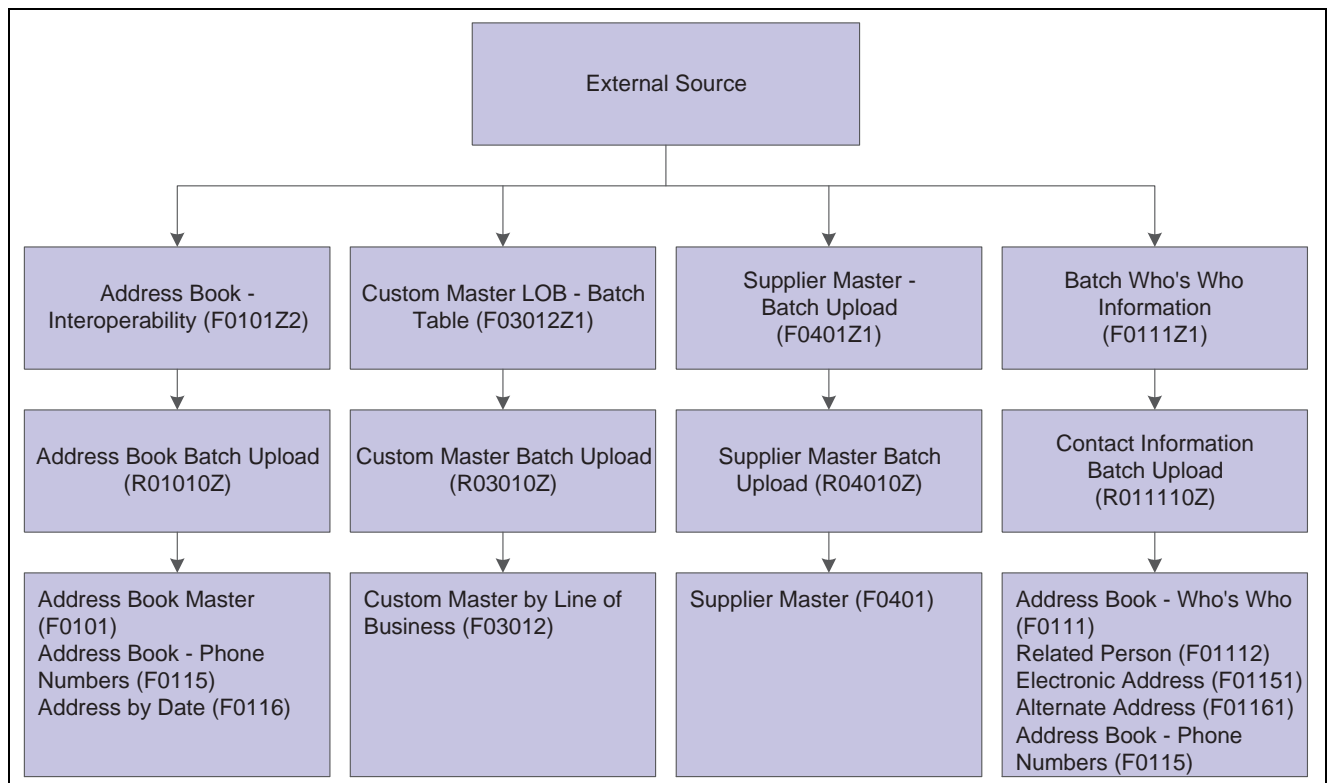 External Source
Address Book -
Interoperability (F0101Z2)
Custom Master LOB - Batch
Table (F03012Z1)
Supplier Master -
Batch Upload
(F0401Z1)
Batch Who's Who
Information
(F0111Z1)
Address Book Batch Upload
(R01010Z)
Custom Master Batch Upload
(R03010Z)
Supplier Master Batch
Upload (R04010Z)
Contact Information
Batch Upload
(R011110Z)
Address Book Master
(F0101)
Address Book - Phone
Numbers (F0115)
Address by Date (F0116)
Custom Master by Line of
Business (F03012)
Supplier Master (F0401)
Address Book - Who's Who
(F0111)
Related Person (F01112)
Electronic Address (F01151)
Alternate Address (F01161)
Address Book - Phone
Numbers (F0115)